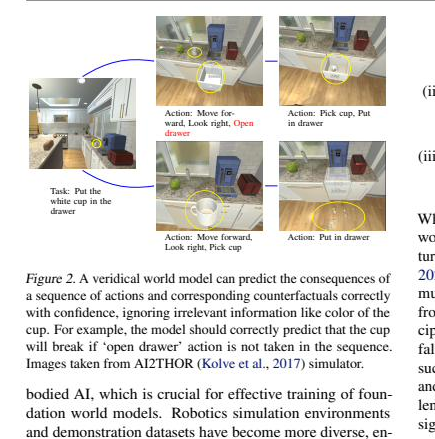 Action: Move for-
ward, Look right, Open
drawer
Action: Pick cup, Put
in drawer
Task: Put the
white cup in the
drawer
Action: Move forward,
Look right, Pick cup
Action: Put in drawer
Figure 2. A veridical world model can predict the consequences of
a sequence of actions and corresponding counterfactuals correctly
with confidence, ignoring irrelevant information like color of the
cup. For example, the model should correctly predict that the cup
will break if ‘open drawer’ action is not taken in the sequence.
Images taken from AI2THOR (Kolve et al., 2017) simulator.
bodied AI, which is crucial for effective training of foun-
dation world models. Robotics simulation environments
and demonstration datasets have become more diverse, en-
(ii
(iii
Wh
wo
tur
20
mu
fro
cip
fal
suc
and
len
sig